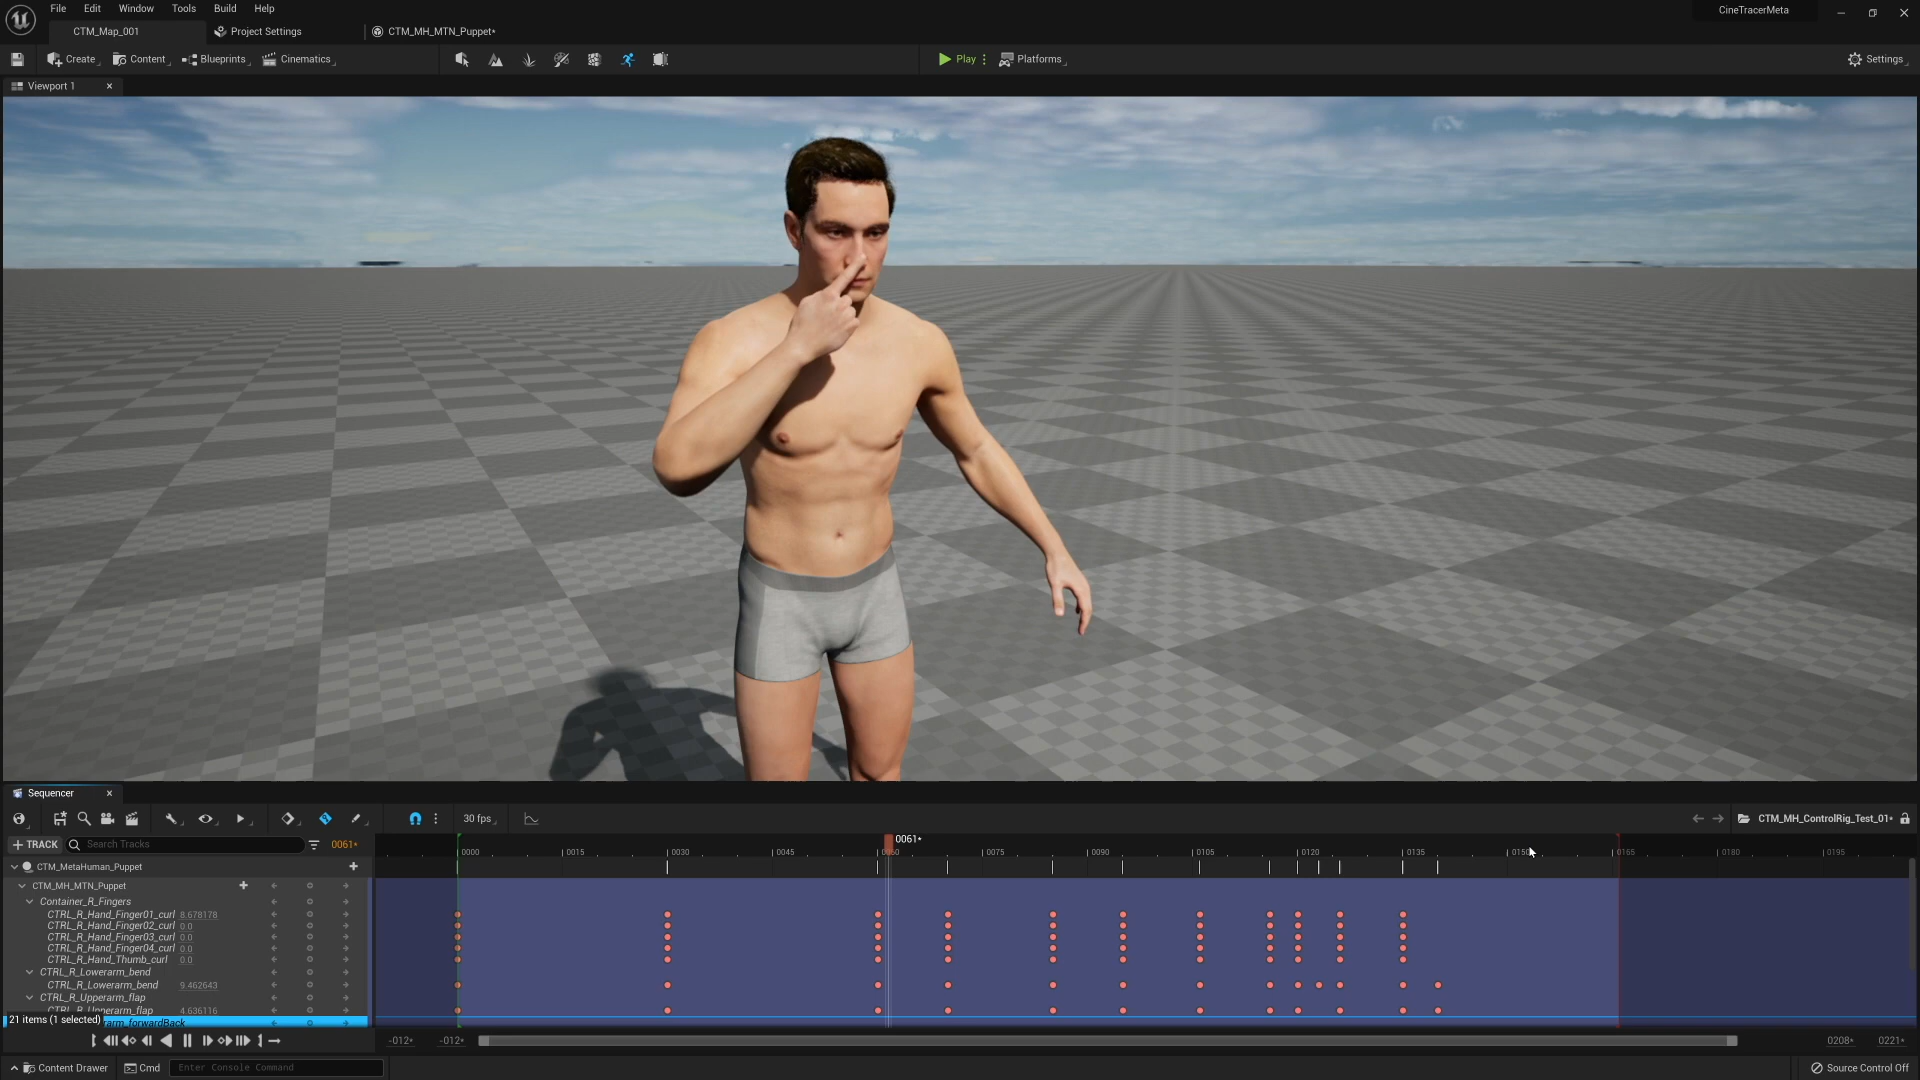 File Edit Window Tools Build Help
CineTracerMeta
CTM_Map_001 Project Settings CTM_MH_MTN_Puppet*
Create Content Blueprints Cinematics Play Platforms Settings
Viewport 1
Sequencer
30 fps CTM_MH_ControlRig_Test_01*
+ TRACK Search Tracks 0061* 0061*
0000 0015 0030 0045 0075 0090 0105 0120 0135 0150 0165 0180 0195
CTM_MetaHuman_Puppet
CTM_MH_MTN_Puppet
Container_R_Fingers
CTRL_R_Hand_Finger01_curl 8.678178
CTRL_R_Hand_Finger02_curl 0.0
CTRL_R_Hand_Finger03_curl 0.0
CTRL_R_Hand_Finger04_curl 0.0
CTRL_R_Hand_Thumb_curl 0.0
CTRL_R_Lowerarm_bend
CTRL_R_Lowerarm_bend 9.462643
CTRL_R_Upperarm_flap
CTRL_R_Upperarm_flap 4.636116
21 items (1 selected) arm_forwardBack
-012* -012* 0208* 0221*
Content Drawer Cmd Enter Console Command Source Control Off